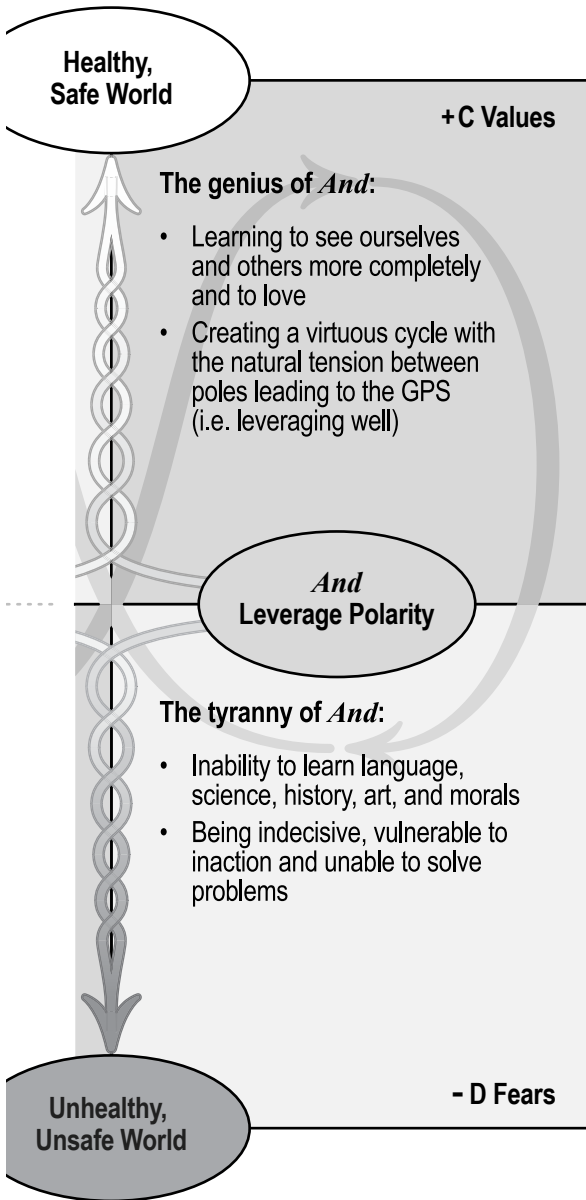 Healthy,
Safe World
+C Values
The genius of And:
• Learning to see ourselves
and others more completely
and to love
• Creating a virtuous cycle with
the natural tension between
poles leading to the GPS
(i.e. leveraging well)
And
Leverage Polarity
The tyranny of And:
• Inability to learn language,
science, history, art, and morals
• Being indecisive, vulnerable to
inaction and unable to solve
problems
- D Fears
Unhealthy,
Unsafe World